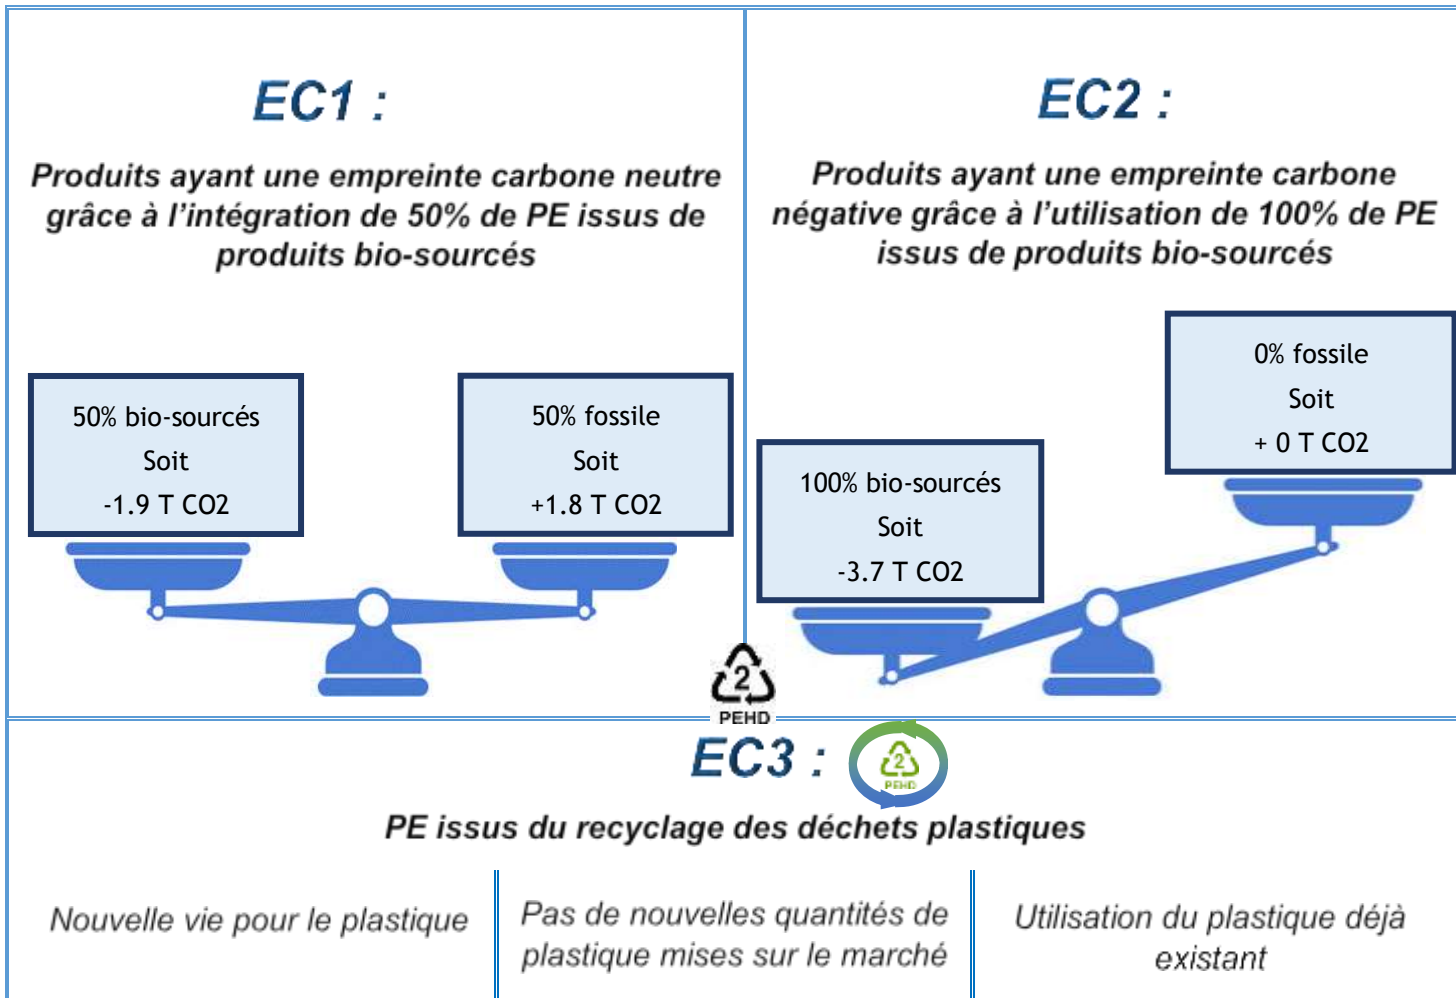 EC1 :
Produits ayant une empreinte carbone neutre
grâce à l'intégration de 50% de PE issus de
produits bio-sourcés
50% bio-sourcés
Soit
-1.9 T CO2
50% fossile
Soit
+1.8 T CO2
EC2 :
Produits ayant une empreinte carbone
négative grâce à l'utilisation de 100% de PE
issus de produits bio-sourcés
100% bio-sourcés
Soit
-3.7 T CO2
0% fossile
Soit
+ 0 T CO2
2
PEHD
EC3 :
2
PEHD
PE issus du recyclage des déchets plastiques
Nouvelle vie pour le plastique
Pas de nouvelles quantités de
plastique mises sur le marché
Utilisation du plastique déjà
existant